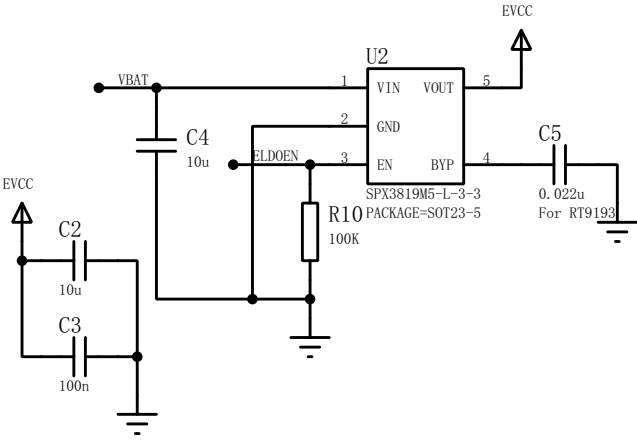 EVCC
U2
VBAT
1
VIN
VOUT
5
2
GND
C4
10u
C5
ELDOEN
3
EN
BYP
4
EVCC
SPX3819M5-L-3-3
0.022u
R10
PACKAGE=SOT23-5
For RT9193
C2
100K
10u
C3
100n